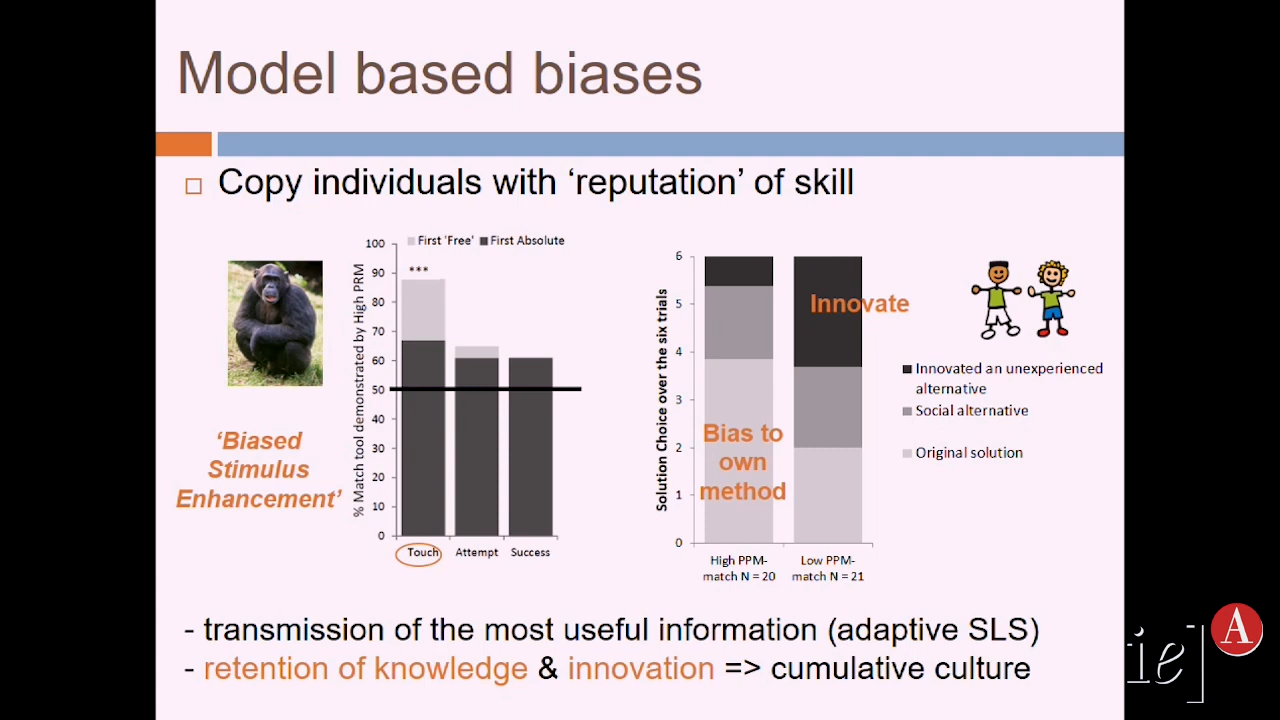 Model based biases
Copy individuals with ‘reputation’ of skill
‘Biased
Stimulus
Enhancement’
% Match tool demonstrated by High PRM
First 'Free' First Absolute
100
90
80
70
60
50
40
30
20
10
0
***
Touch Attempt Success
Solution Choice over the six trials
6
5
4
3
2
1
0
Innovate
Bias to
own
method
High PPM-
match N = 20
Low PPM-
match N = 21
Innovated an unexperienced
alternative
Social alternative
Original solution
- transmission of the most useful information (adaptive SLS)
- retention of knowledge & innovation => cumulative culture
A
ie]